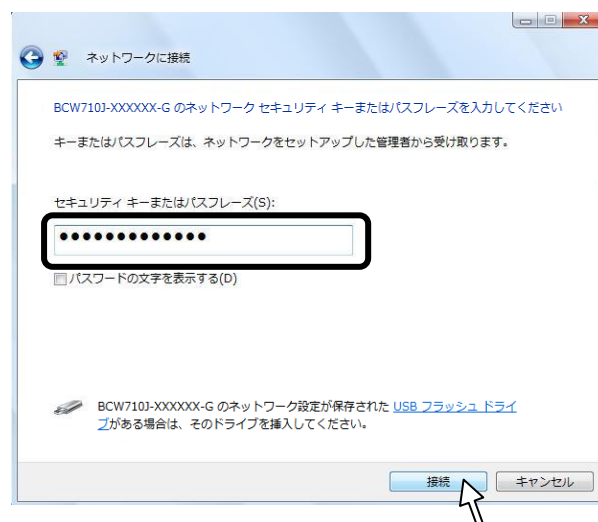 ネットワークに接続
BCW710J-XXXXXX-G のネットワーク セキュリティ キーまたはパスフレーズを入力してください
キーまたはパスフレーズは、ネットワークをセットアップした管理者から受け取ります。
セキュリティ キーまたはパスフレーズ(S):
●●●●●●●●●●●●●
パスワードの文字を表示する(D)
BCW710J-XXXXXX-G のネットワーク設定が保存された USB フラッシュ ドライ
ブがある場合は、そのドライブを挿入してください。
接続 キャンセル